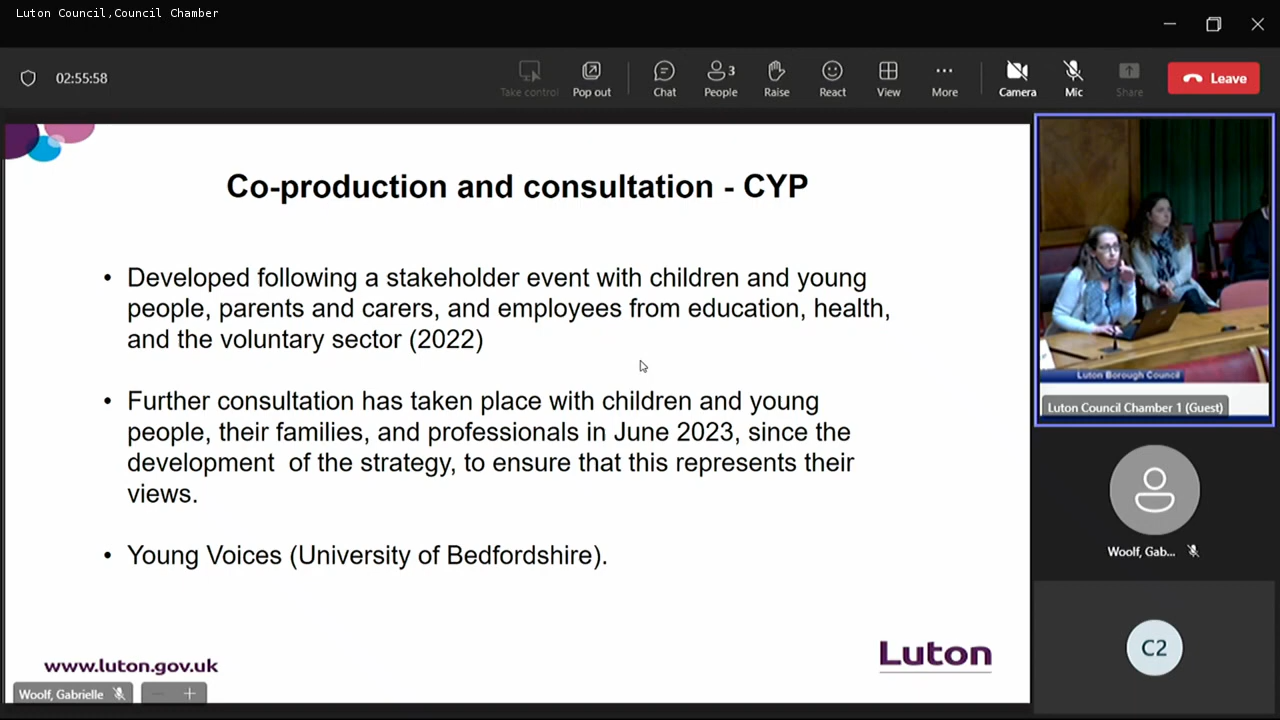 Luton Council,Council Chamber
02:55:58
Take control
Pop out
Chat
3
People
Raise
React
View
More
Camera
Mic
Share
Leave
Co-production and consultation - CYP
• Developed following a stakeholder event with children and young
people, parents and carers, and employees from education, health,
and the voluntary sector (2022)
• Further consultation has taken place with children and young
people, their families, and professionals in June 2023, since the
development  of the strategy, to ensure that this represents their
views.
• Young Voices (University of Bedfordshire).
www.luton.gov.uk
Luton
Woolf, Gabrielle
Luton Borough Council
Luton Council Chamber 1 (Guest)
Woolf, Gab...
C2